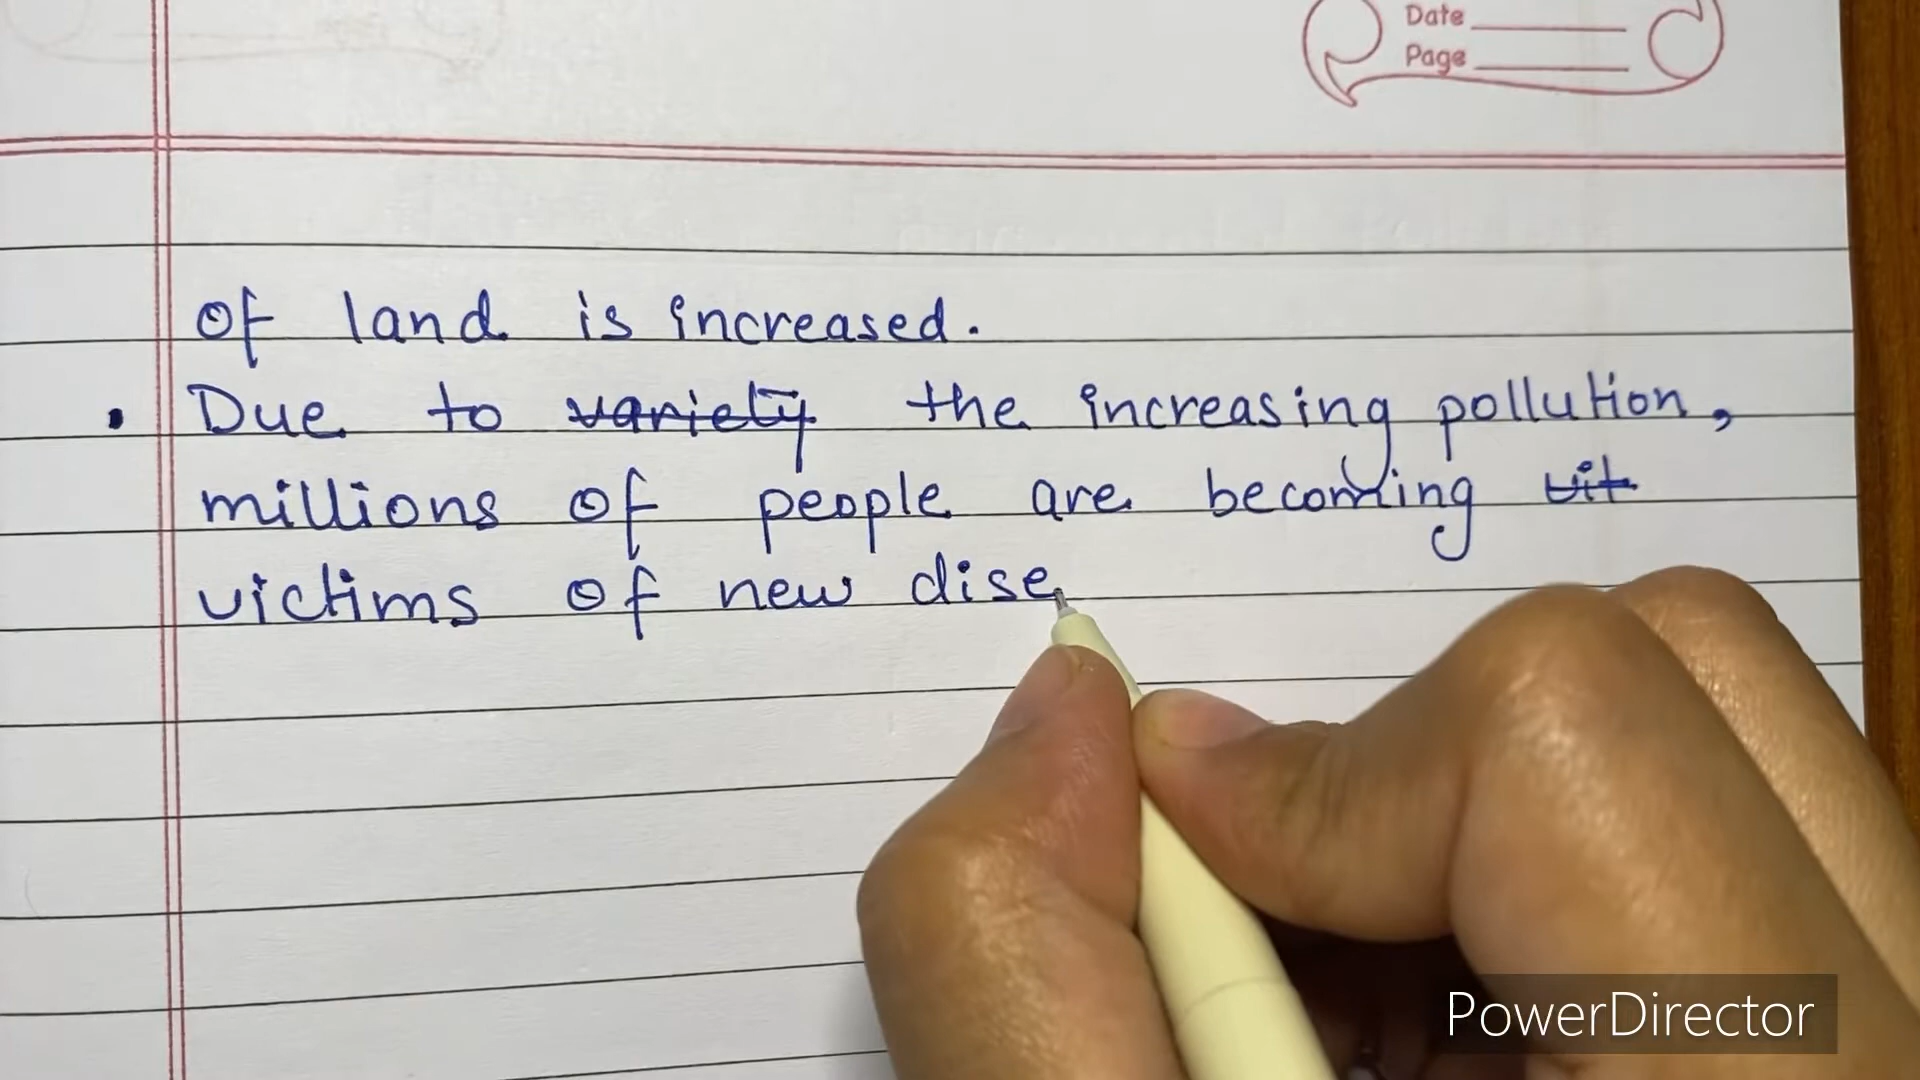 Date
Page
of land is increased.
• Due to ~~variety~~ the increasing pollution,
millions of people are becoming ~~vit~~
victims of new dise
PowerDirector